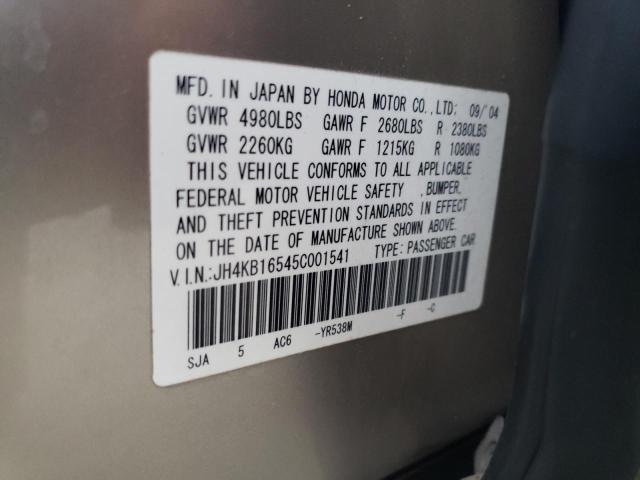 MFD. IN JAPAN BY HONDA MOTOR CO.,LTD; 09/'04
GVWR 4980LBS GAWR F 2680LBS R 2380LBS
GVWR 2260KG GAWR F 1215KG R 1080KG
THIS VEHICLE CONFORMS TO ALL APPLICABLE
FEDERAL MOTOR VEHICLE SAFETY ,BUMPER,
AND THEFT PREVENTION STANDARDS IN EFFECT
ON THE DATE OF MANUFACTURE SHOWN ABOVE.
V.I.N.:JH4KB16545C001541 TYPE: PASSENGER CAR
SJA 5 AC6 -YR538M -F -C